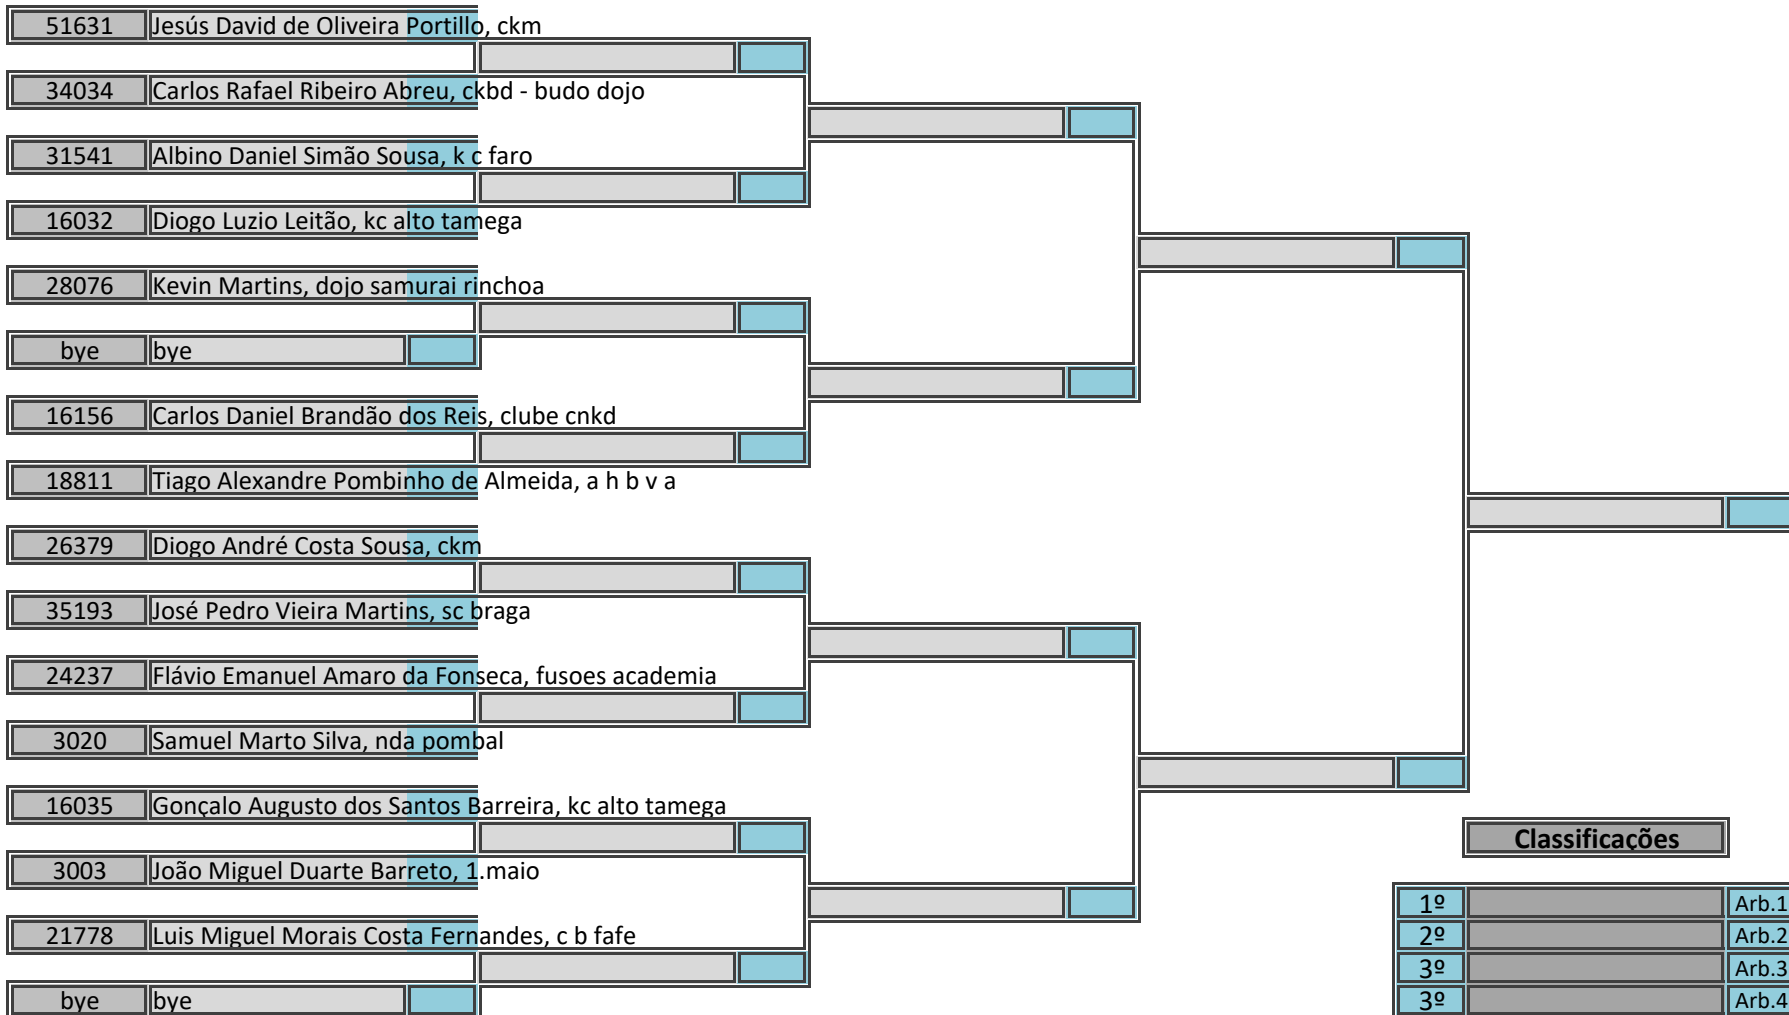 51631 Jesús David de Oliveira Portillo, ckm
34034 Carlos Rafael Ribeiro Abreu, ckbd - budo dojo
31541 Albino Daniel Simão Sousa, k c faro
16032 Diogo Luzio Leitão, kc alto tamega
28076 Kevin Martins, dojo samurai rinchoa
bye bye
16156 Carlos Daniel Brandão dos Reis, clube cnkd
18811 Tiago Alexandre Pombinho de Almeida, a h b v a
26379 Diogo André Costa Sousa, ckm
35193 José Pedro Vieira Martins, sc braga
24237 Flávio Emanuel Amaro da Fonseca, fusoes academia
3020 Samuel Marto Silva, nda pombal
16035 Gonçalo Augusto dos Santos Barreira, kc alto tamega
3003 João Miguel Duarte Barreto, 1.maio
21778 Luis Miguel Morais Costa Fernandes, c b fafe
bye bye
Classificações
1º Arb.1
2º Arb.2
3º Arb.3
3º Arb.4